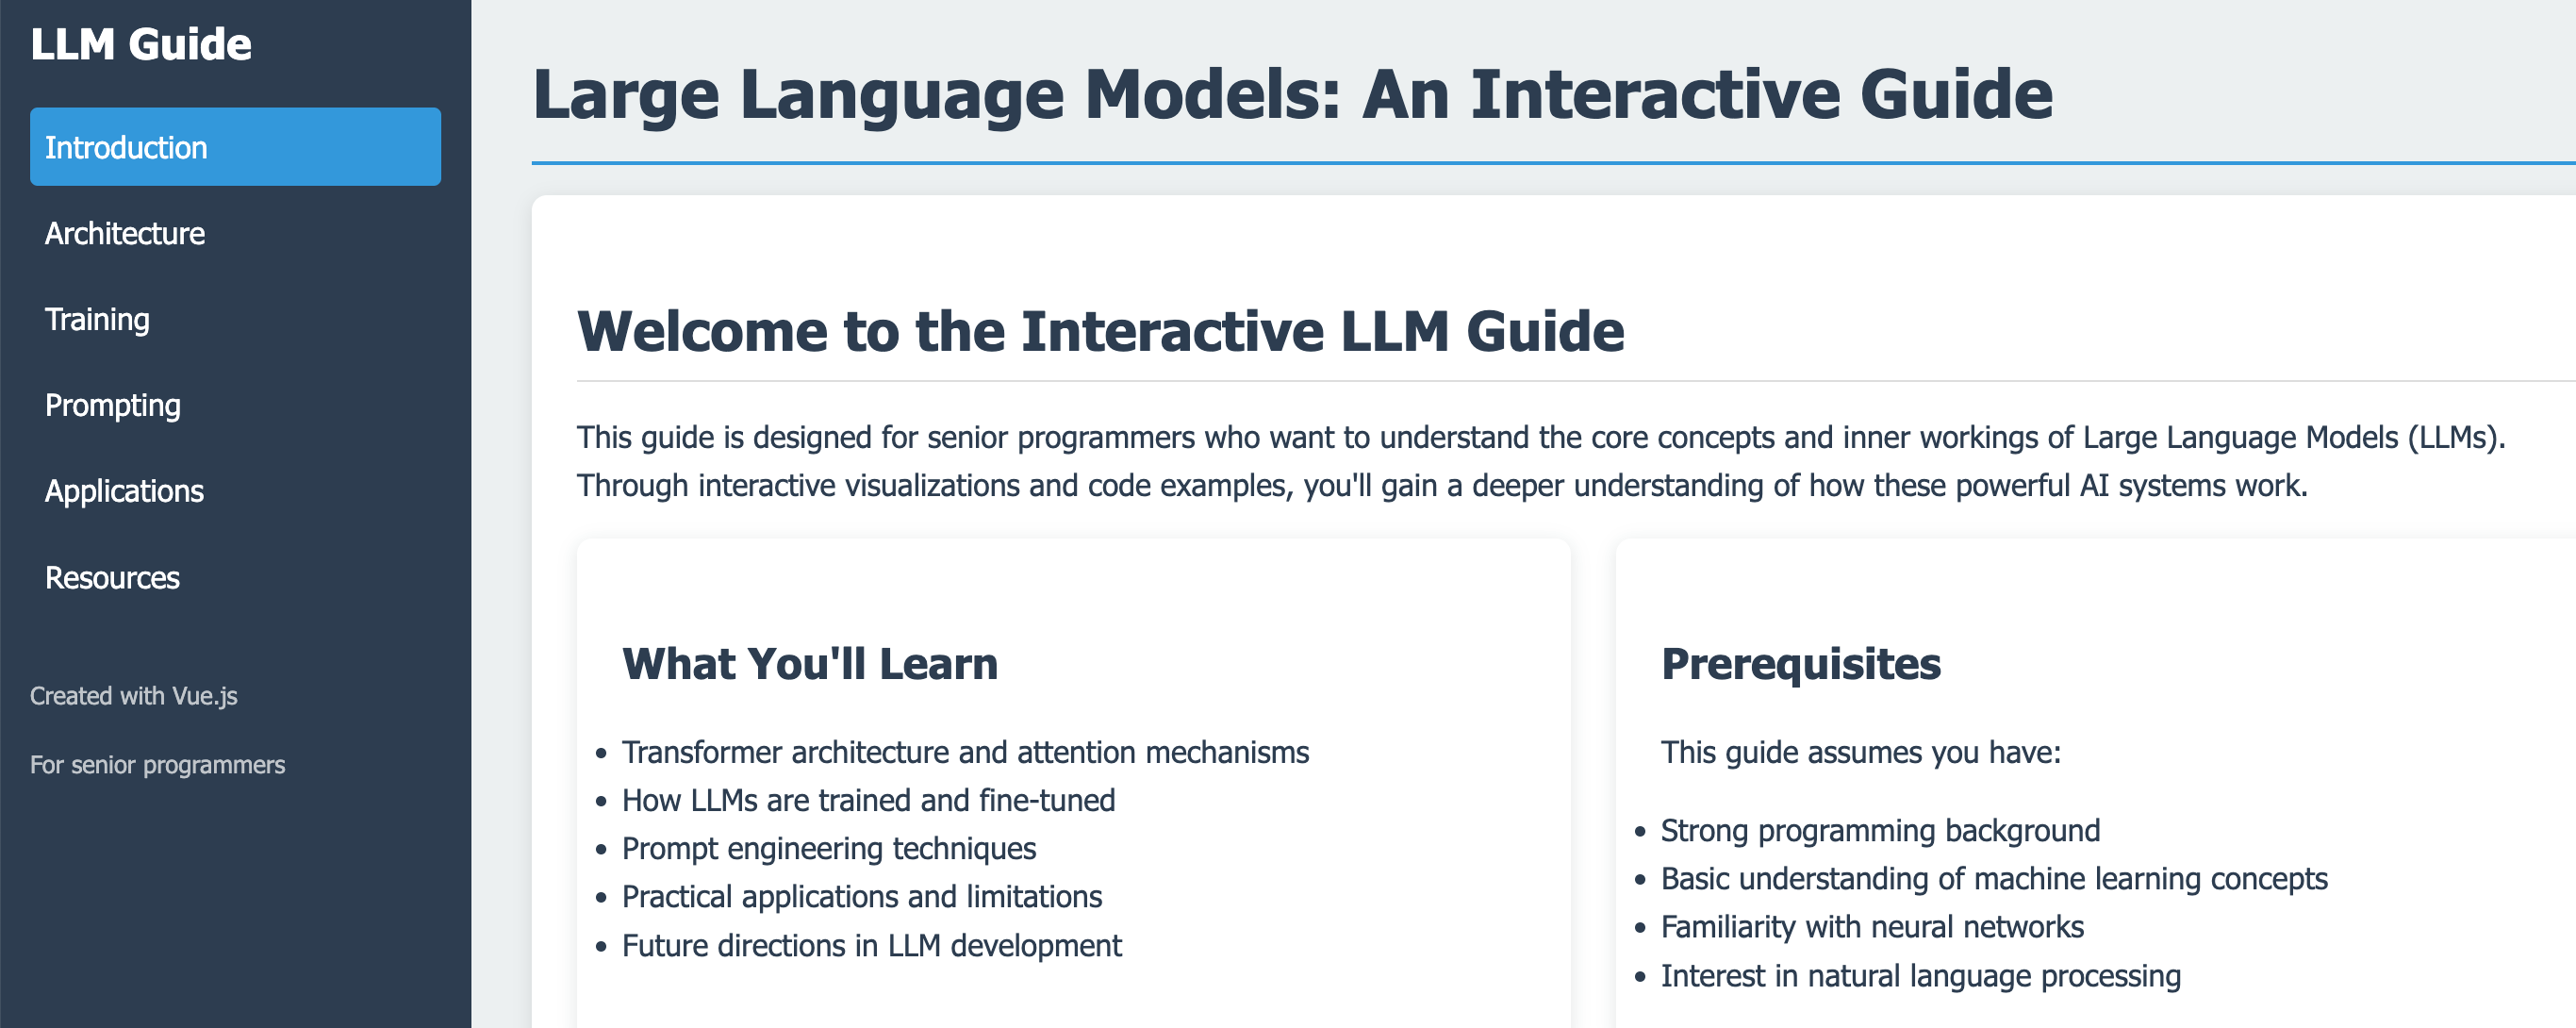 LLM Guide
Introduction
Architecture
Training
Prompting
Applications
Resources
Created with Vue.js
For senior programmers
Large Language Models: An Interactive Guide
Welcome to the Interactive LLM Guide
This guide is designed for senior programmers who want to understand the core concepts and inner workings of Large Language Models (LLMs).
Through interactive visualizations and code examples, you'll gain a deeper understanding of how these powerful AI systems work.
What You'll Learn
• Transformer architecture and attention mechanisms
• How LLMs are trained and fine-tuned
• Prompt engineering techniques
• Practical applications and limitations
• Future directions in LLM development
Prerequisites
This guide assumes you have:
• Strong programming background
• Basic understanding of machine learning concepts
• Familiarity with neural networks
• Interest in natural language processing